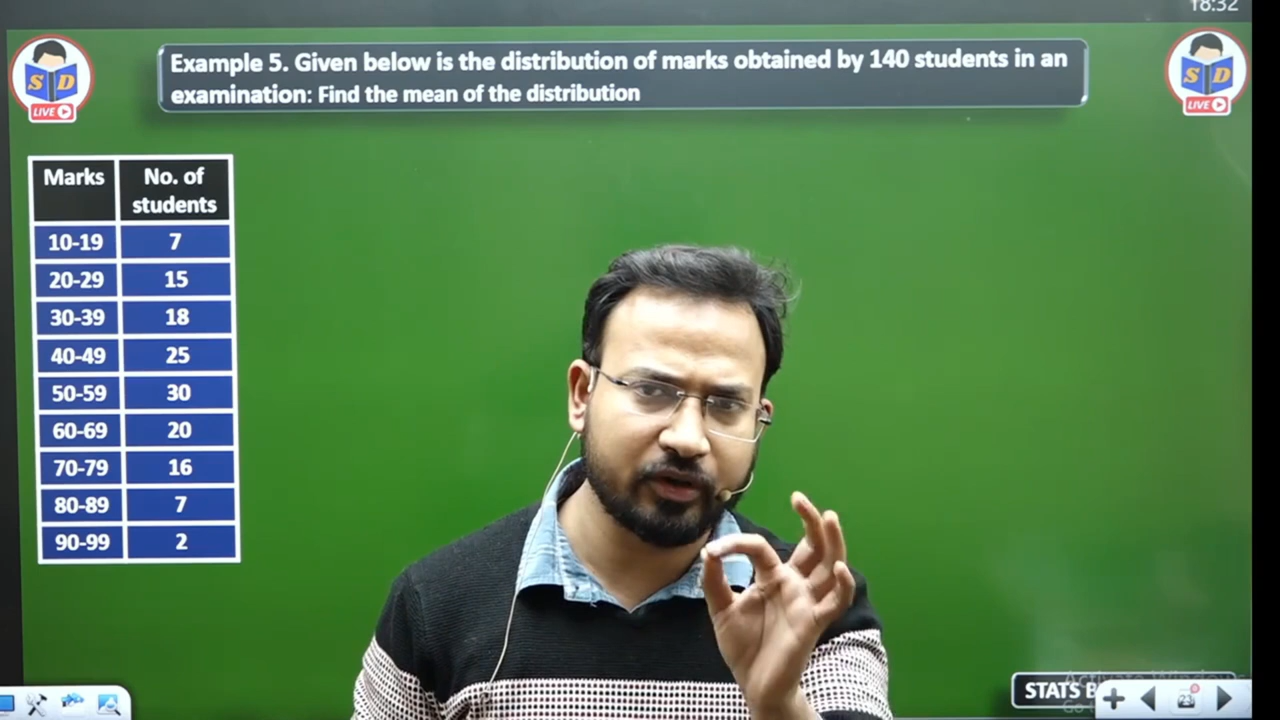 18:32
Example 5. Given below is the distribution of marks obtained by 140 students in an
examination: Find the mean of the distribution
S D
LIVE
S D
LIVE
Marks No. of
students
10-19 7
20-29 15
30-39 18
40-49 25
50-59 30
60-69 20
70-79 16
80-89 7
90-99 2
Activate Windows
STATS
23